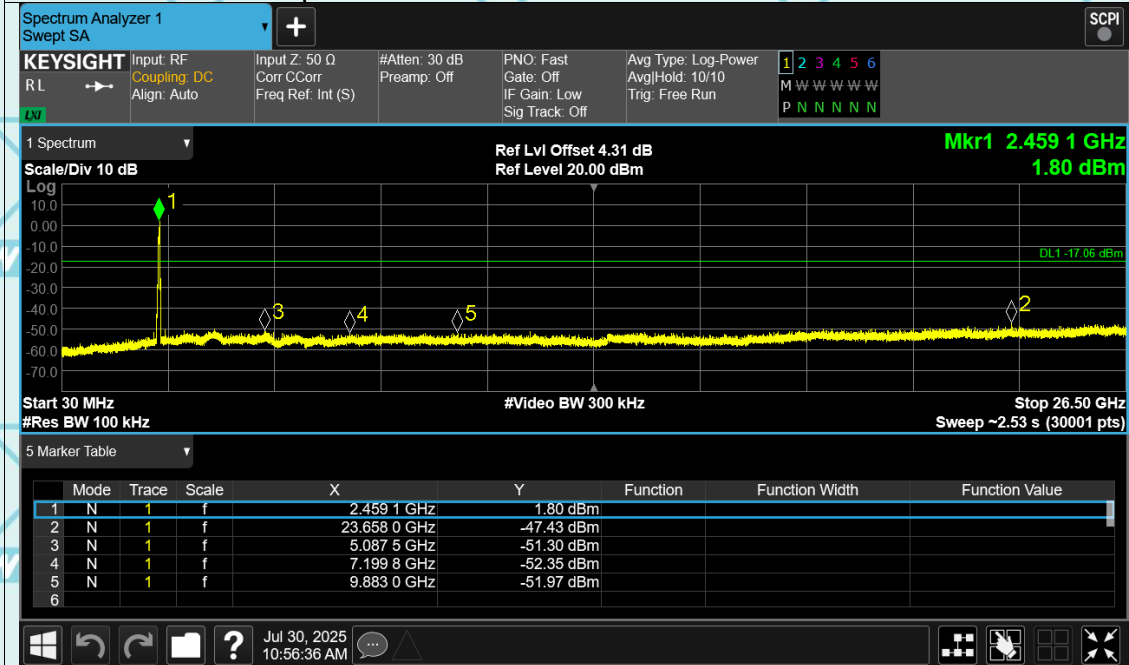 Spectrum Analyzer 1
Swept SA
+
SCPI
KEYSIGHT
RL
LXI
Input: RF
Coupling: DC
Align: Auto
Input Z: 50 Ω
Corr CCorr
Freq Ref: Int (S)
#Atten: 30 dB
Preamp: Off
PNO: Fast
Gate: Off
IF Gain: Low
Sig Track: Off
Avg Type: Log-Power
Avg|Hold: 10/10
Trig: Free Run
1 2 3 4 5 6
M W W W W W
P N N N N N
1 Spectrum
Scale/Div 10 dB
Ref Lvl Offset 4.31 dB
Ref Level 20.00 dBm
Mkr1 2.459 1 GHz
1.80 dBm
Log
10.0
0.00
-10.0
-20.0
-30.0
-40.0
-50.0
-60.0
-70.0
1
DL1 -17.06 dBm
3
4
5
2
Start 30 MHz
#Res BW 100 kHz
#Video BW 300 kHz
Stop 26.50 GHz
Sweep ~2.53 s (30001 pts)
5 Marker Table
Mode Trace Scale X Y Function Function Width Function Value
1 N 1 f 2.459 1 GHz 1.80 dBm
2 N 1 f 23.658 0 GHz -47.43 dBm
3 N 1 f 5.087 5 GHz -51.30 dBm
4 N 1 f 7.199 8 GHz -52.35 dBm
5 N 1 f 9.883 0 GHz -51.97 dBm
6
?
Jul 30, 2025
10:56:36 AM